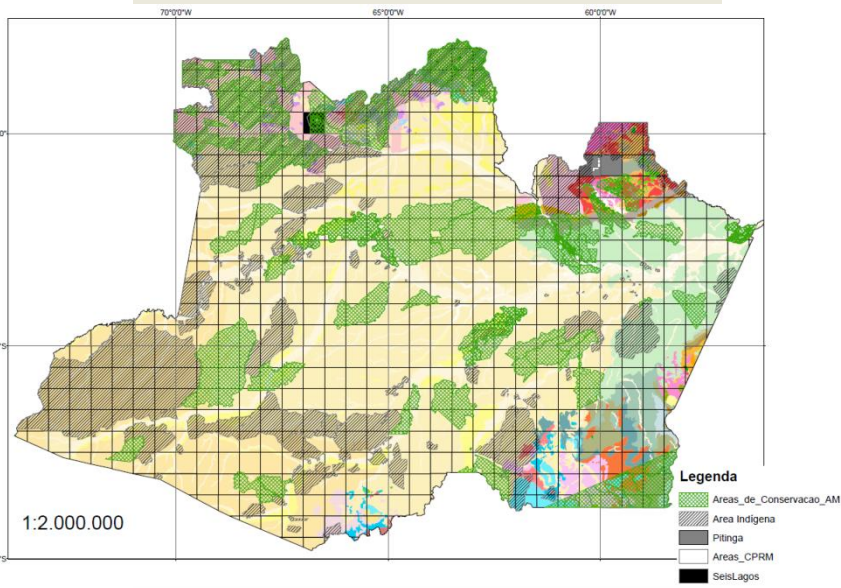 70°0'0"W 65°0'0"W 60°0'0"W
0"
"S
1:2.000.000
"S
Legenda
Areas_de_Conservacao_AM
Area Indígena
Pitinga
Areas_CPRM
SeisLagos